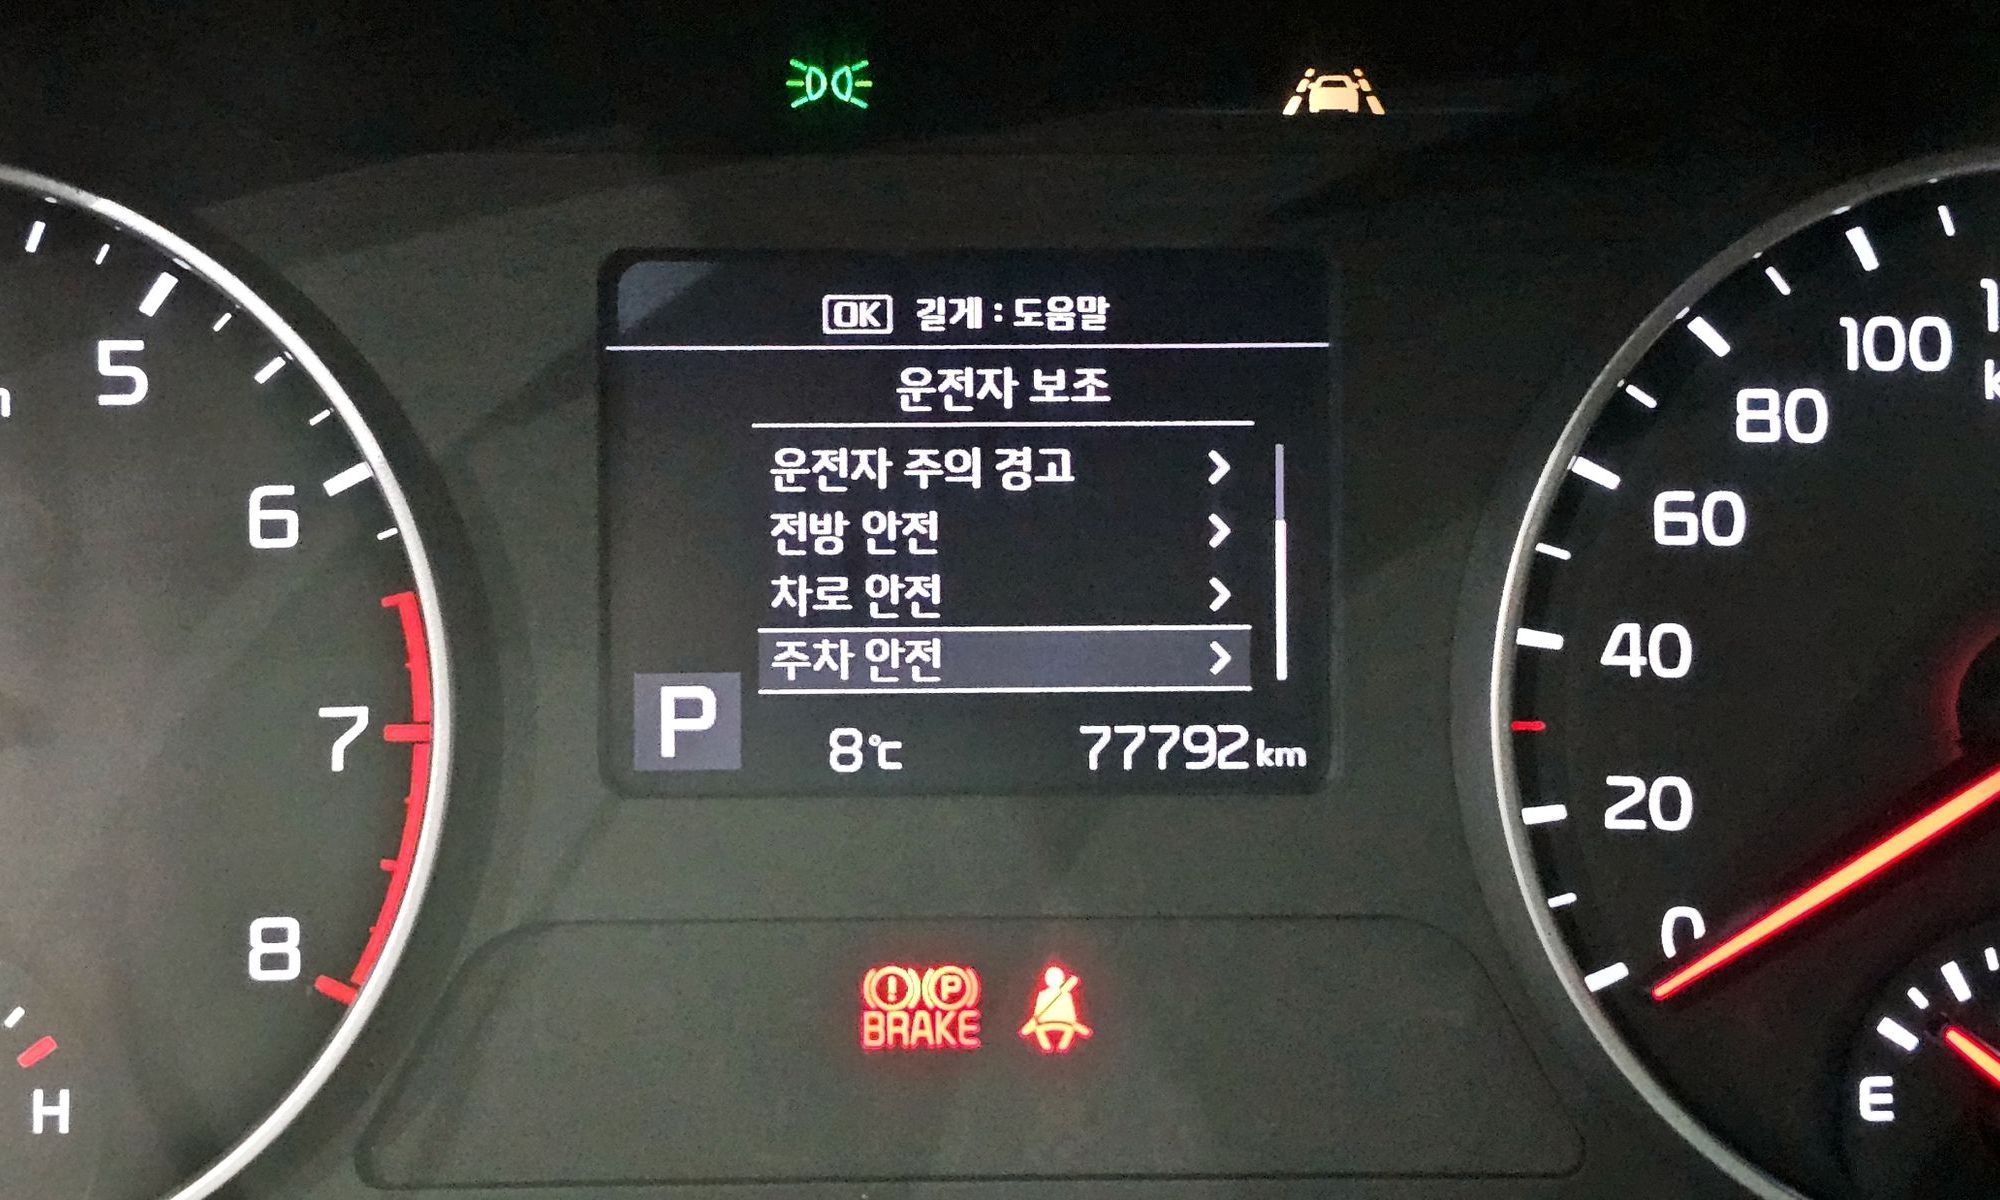 OK 길게 : 도움말
운전자 보조
운전자 주의 경고
전방 안전
차로 안전
주차 안전
P
8℃ 77792 km
5
6
7
8
H
100
80
60
40
20
0
E
! P
BRAKE